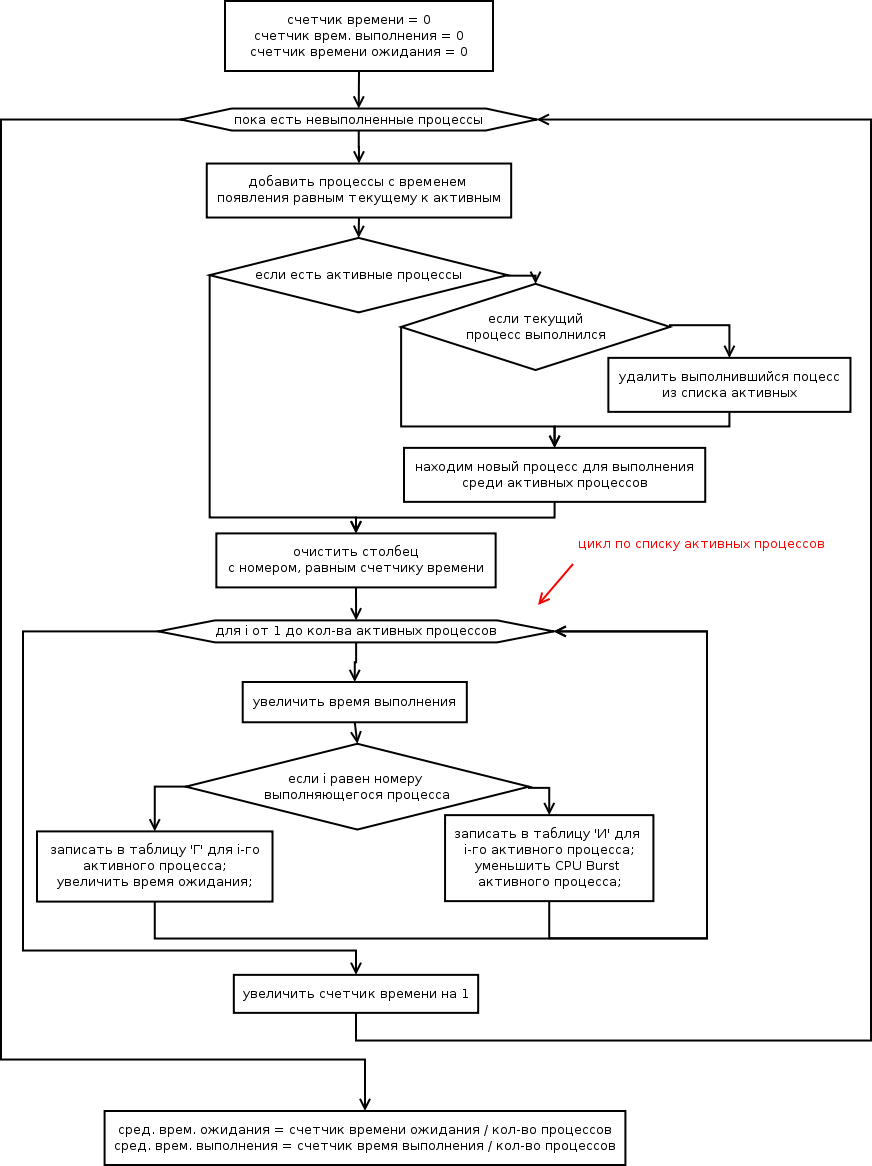 счетчик времени = 0
счетчик врем. выполнения = 0
счетчик времени ожидания = 0
пока есть невыполненные процессы
добавить процессы с временем
появления равным текущему к активным
если есть активные процессы
если текущий
процесс выполнился
удалить выполнившийся поцесс
из списка активных
находим новый процесс для выполнения
среди активных процессов
очистить столбец
с номером, равным счетчику времени
цикл по списку активных процессов
для i от 1 до кол-ва активных процессов
увеличить время выполнения
если i равен номеру
выполняющегося процесса
записать в таблицу 'Г' для i-го
активного процесса;
увеличить время ожидания;
записать в таблицу 'И' для
i-го активного процесса;
уменьшить CPU Burst
активного процесса;
увеличить счетчик времени на 1
сред. врем. ожидания = счетчик времени ожидания / кол-во процессов
сред. врем. выполнения = счетчик время выполнения / кол-во процессов